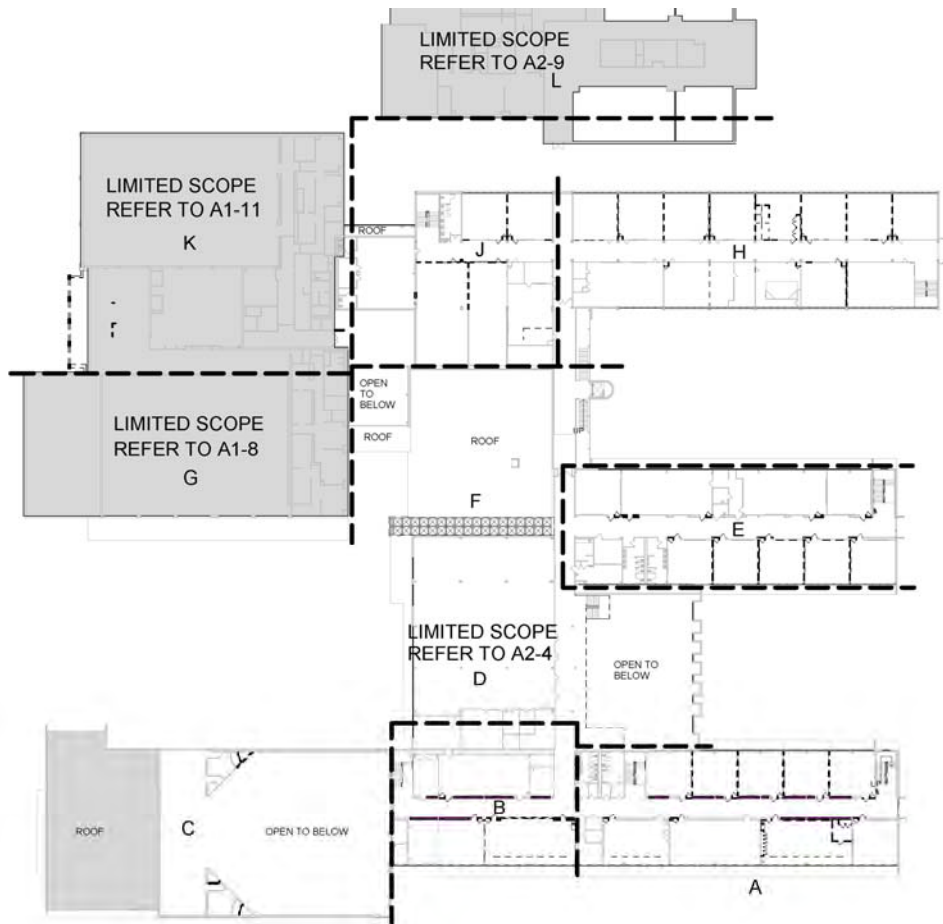 LIMITED SCOPE
REFER TO A2-9
L
LIMITED SCOPE
REFER TO A1-11
K
ROOF
J
H
OPEN
TO
BELOW
ROOF
LIMITED SCOPE
REFER TO A1-8
G
ROOF
UP
F
E
LIMITED SCOPE
REFER TO A2-4
D
OPEN TO
BELOW
B
ROOF
C
OPEN TO BELOW
A